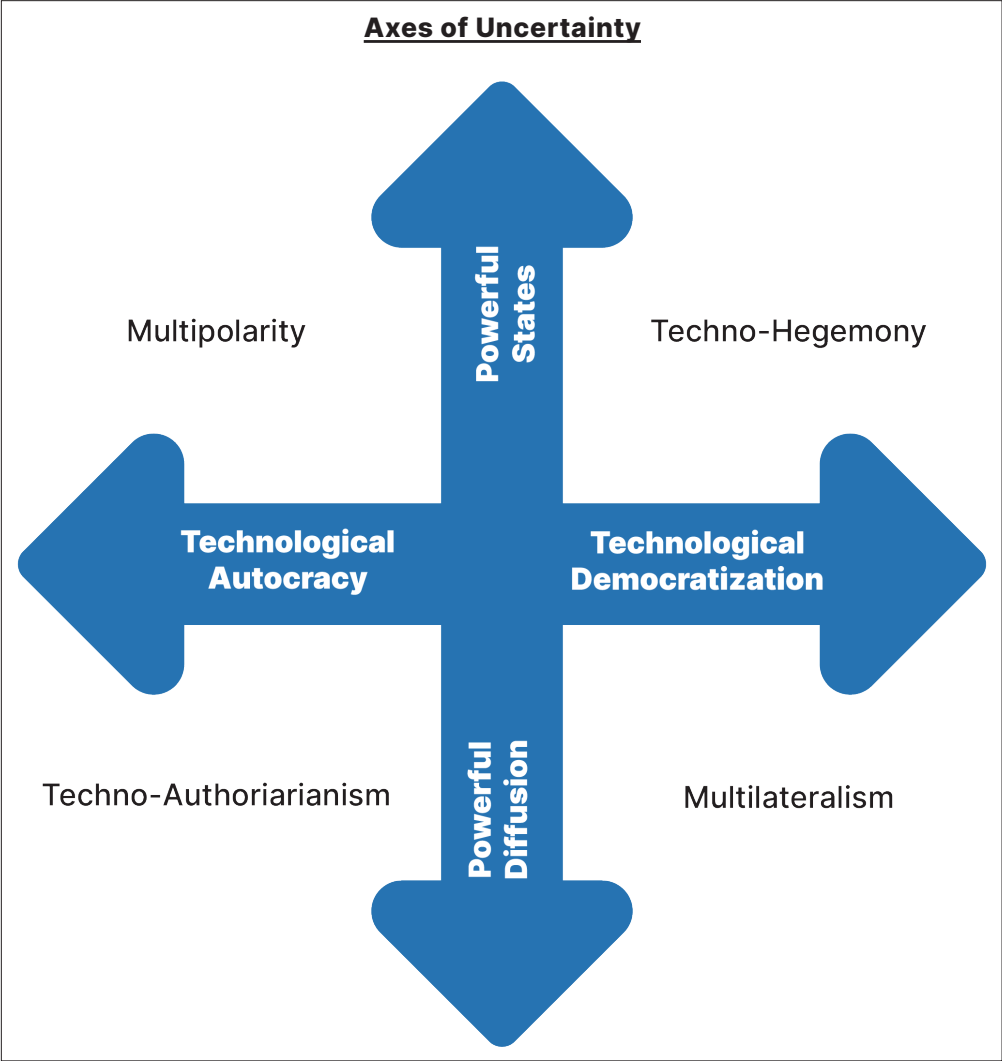 Axes of Uncertainty
Powerful
States
Multipolarity
Techno-Hegemony
Technological
Autocracy
Technological
Democratization
Techno-Authoriarianism
Multilateralism
Powerful
Diffusion